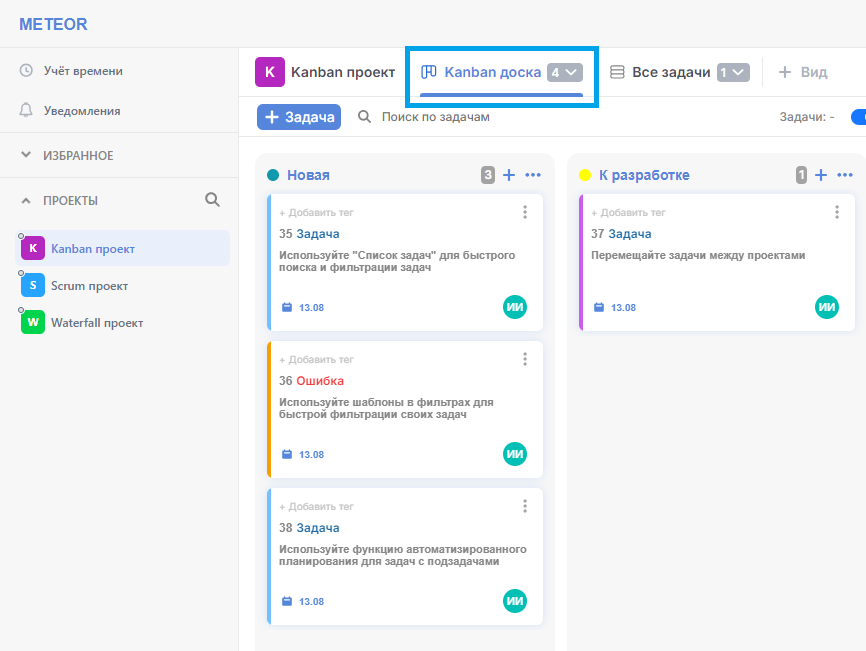 METEOR
Учёт времени
Уведомления
ИЗБРАННОЕ
ПРОЕКТЫ
K Kanban проект
S Scrum проект
W Waterfall проект
K Kanban проект Kanban доска 4 Все задачи 1 + Вид
+ Задача Поиск по задачам Задачи: -
Новая 3 + •••
+ Добавить тег
35 Задача
Используйте "Список задач" для быстрого
поиска и фильтрации задач
13.08 ИИ
+ Добавить тег
36 Ошибка
Используйте шаблоны в фильтрах для
быстрой фильтрации своих задач
13.08 ИИ
+ Добавить тег
38 Задача
Используйте функцию автоматизированного
планирования для задач с подзадачами
13.08 ИИ
К разработке 1 + •••
+ Добавить тег
37 Задача
Перемещайте задачи между проектами
13.08 ИИ